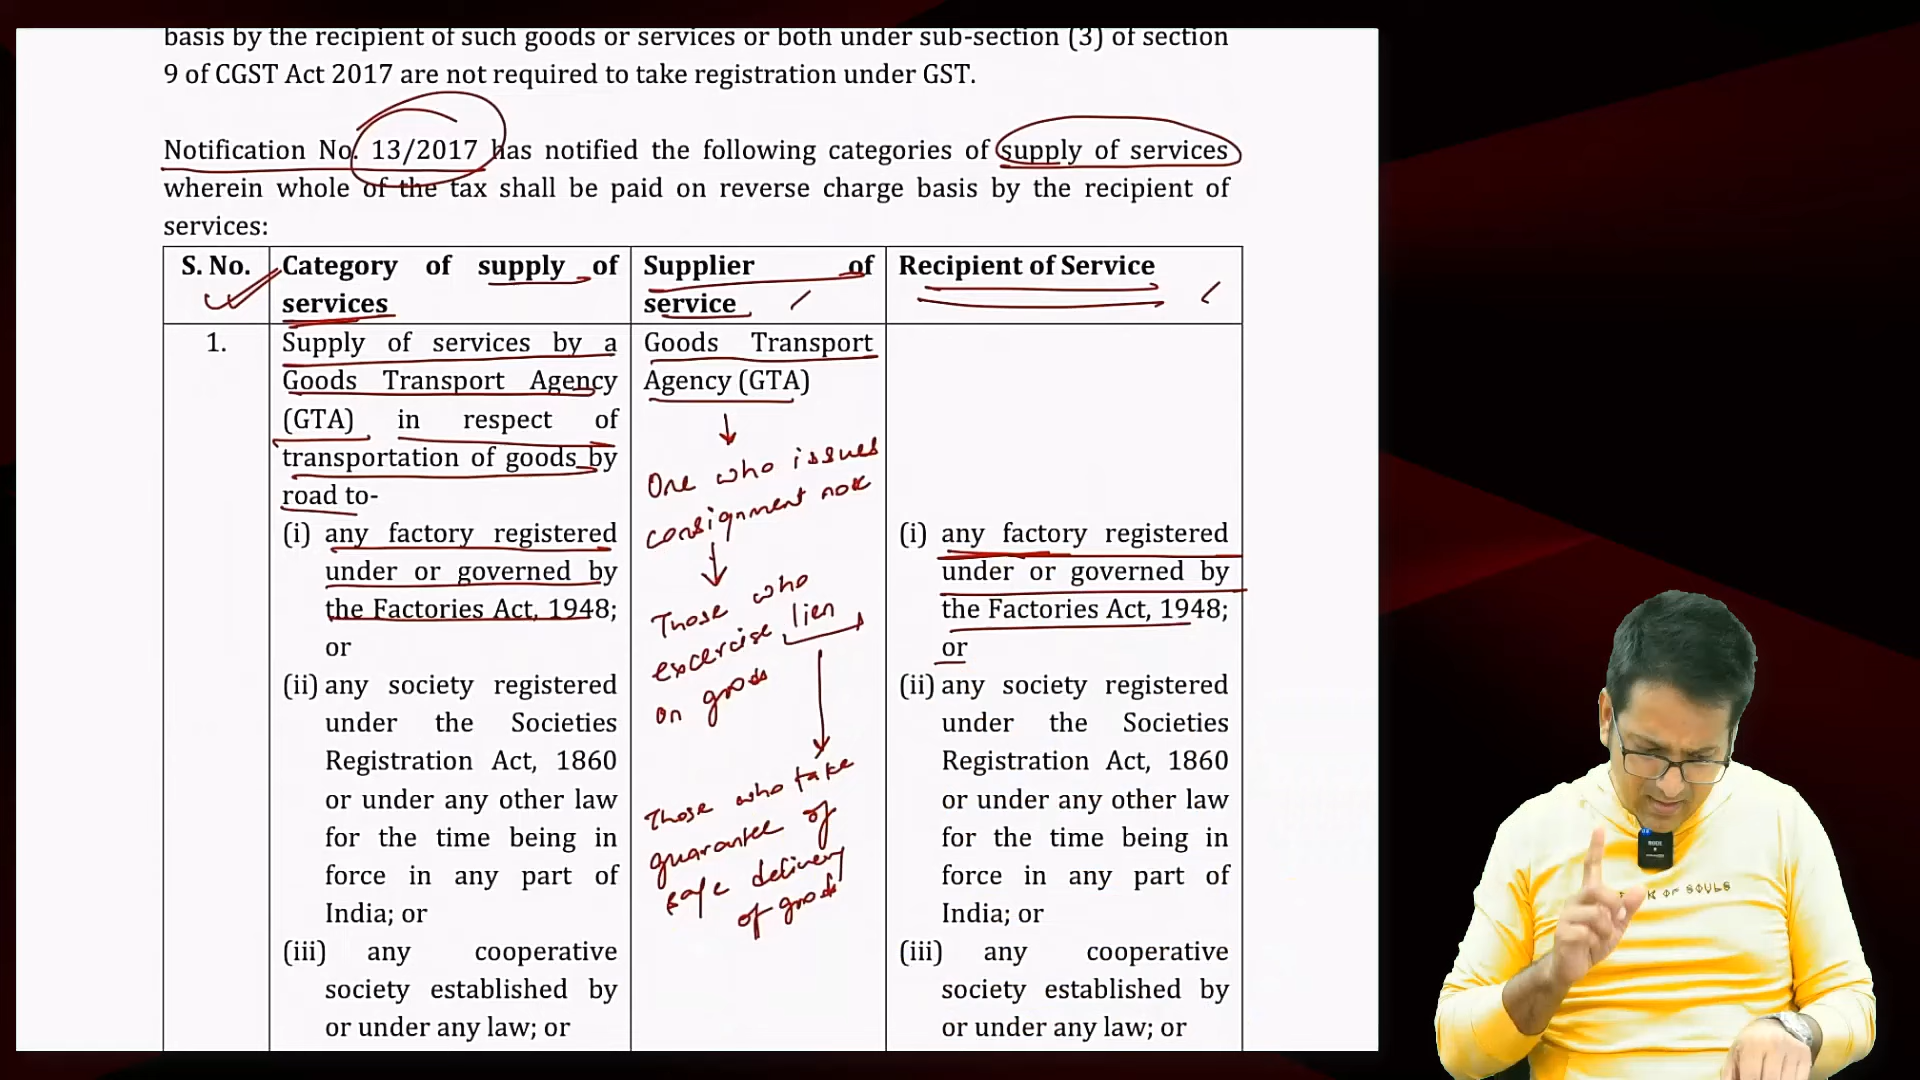 basis by the recipient of such goods or services or both under sub-section (3) of section
9 of CGST Act 2017 are not required to take registration under GST.
Notification No. 13/2017 has notified the following categories of supply of services
wherein whole of the tax shall be paid on reverse charge basis by the recipient of
services:
S. No.
Category of supply of
services
Supplier of
service
Recipient of Service
1.
Supply of services by a
Goods Transport Agency
(GTA) in respect of
transportation of goods by
road to-
(i) any factory registered
under or governed by
the Factories Act, 1948;
or
(ii) any society registered
under the Societies
Registration Act, 1860
or under any other law
for the time being in
force in any part of
India; or
(iii) any cooperative
society established by
or under any law; or
Goods Transport
Agency (GTA)
One who issues
consignment note
Those who
excercise lien
on goods
Those who take
guarantee of
safe delivery
of goods
(i) any factory registered
under or governed by
the Factories Act, 1948;
or
(ii) any society registered
under the Societies
Registration Act, 1860
or under any other law
for the time being in
force in any part of
India; or
(iii) any cooperative
society established by
or under any law; or
RODE
OF SOULS